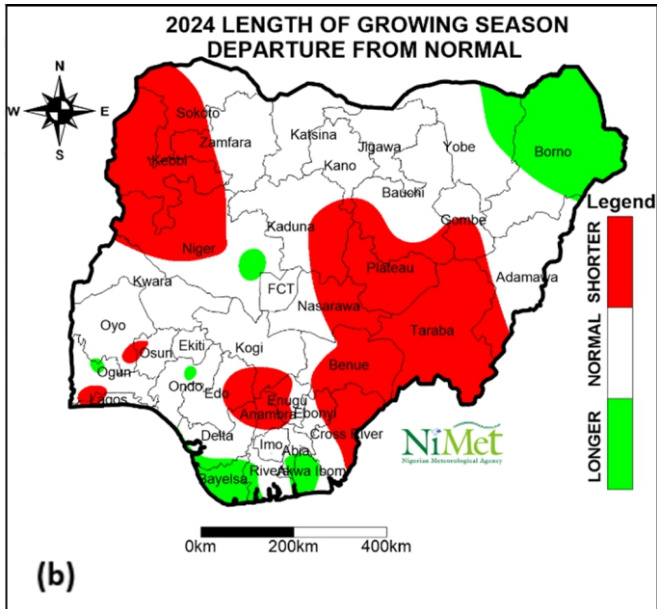 2024 LENGTH OF GROWING SEASON
DEPARTURE FROM NORMAL
N
W
E
S
Sokoto
Zamfara
Katsina
Jigawa
Yobe
Borno
Kebbi
Kano
Bauchi
Gombe
Kaduna
Niger
Plateau
Adamawa
FCT
Kwara
Nasarawa
Taraba
Oyo
Osun
Ekiti
Kogi
Benue
Ogun
Ondo
Edo
Enugu
Lagos
Anambra
Ebonyi
Delta
Imo
Abia
Cross River
Bayelsa
Rivers
Akwa Ibom
Legend
SHORTER
NORMAL
LONGER
NiMet
Nigerian Meteorological Agency
0km
200km
400km
(b)